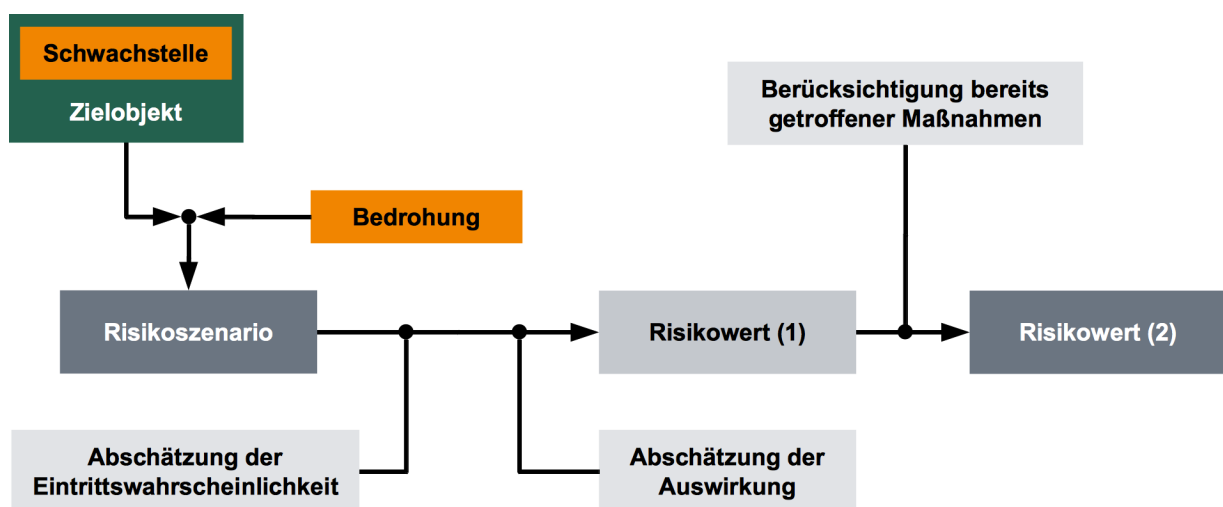 Schwachstelle
Zielobjekt
Berücksichtigung bereits
getroffener Maßnahmen
Bedrohung
Risikoszenario
Risikowert (1)
Risikowert (2)
Abschätzung der
Eintrittswahrscheinlichkeit
Abschätzung der
Auswirkung